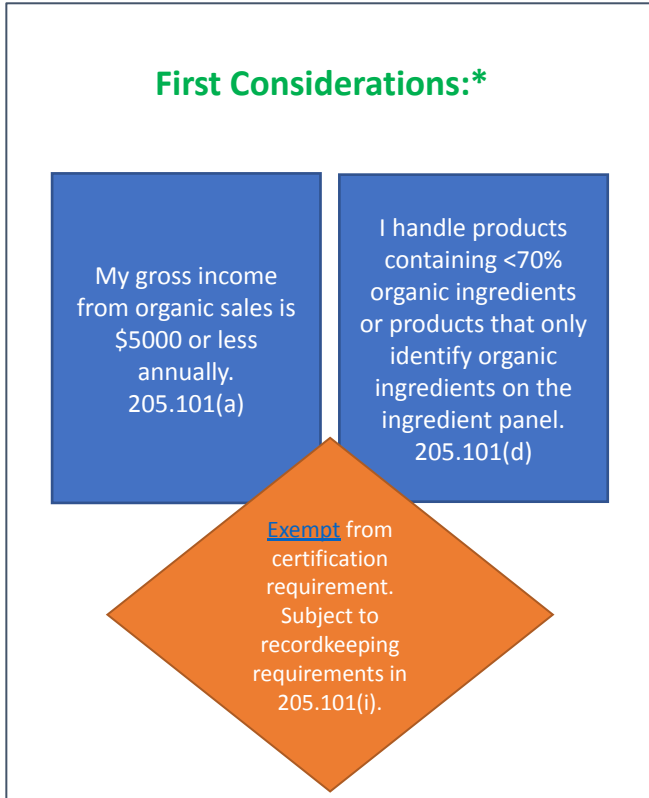 First Considerations:*
My gross income
from organic sales is
$5000 or less
annually.
205.101(a)
I handle products
containing <70%
organic ingredients
or products that only
identify organic
ingredients on the
ingredient panel.
205.101(d)
Exempt from
certification
requirement.
Subject to
recordkeeping
requirements in
205.101(i).